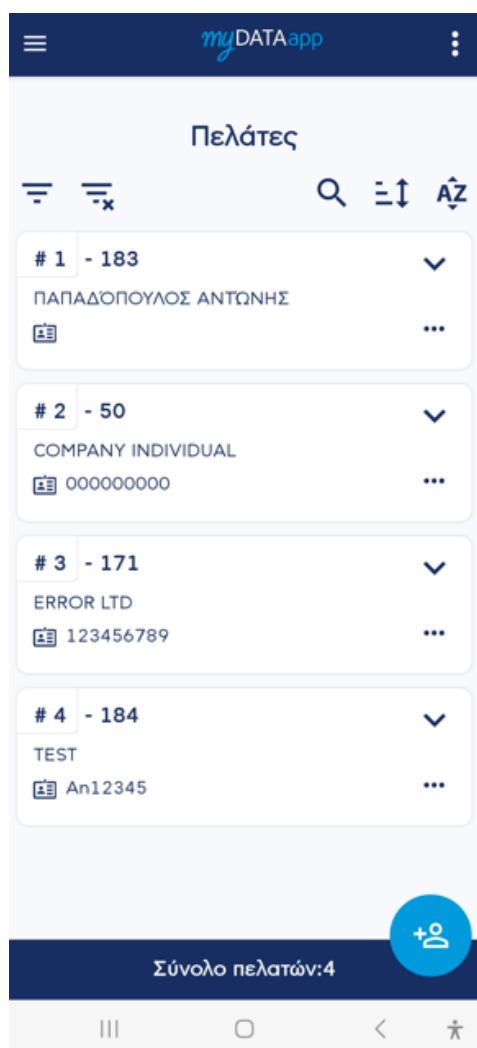 myDATAapp
Πελάτες
AZ
# 1 - 183
ΠΑΠΑΔΌΠΟΥΛΟΣ ΑΝΤΏΝΗΣ
# 2 - 50
COMPANY INDIVIDUAL
000000000
# 3 - 171
ERROR LTD
123456789
# 4 - 184
TEST
An12345
Σύνολο πελατών:4